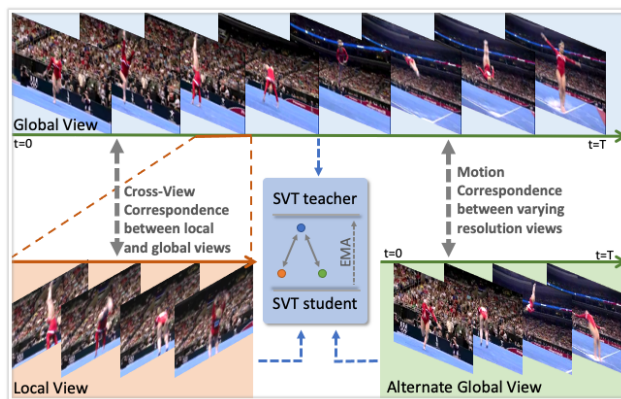 Global View
t=0
t=T
Cross-View
Correspondence
between local
and global views
SVT teacher
EMA
SVT student
Motion
Correspondence
between varying
resolution views
t=0
t=T
Local View
Alternate Global View